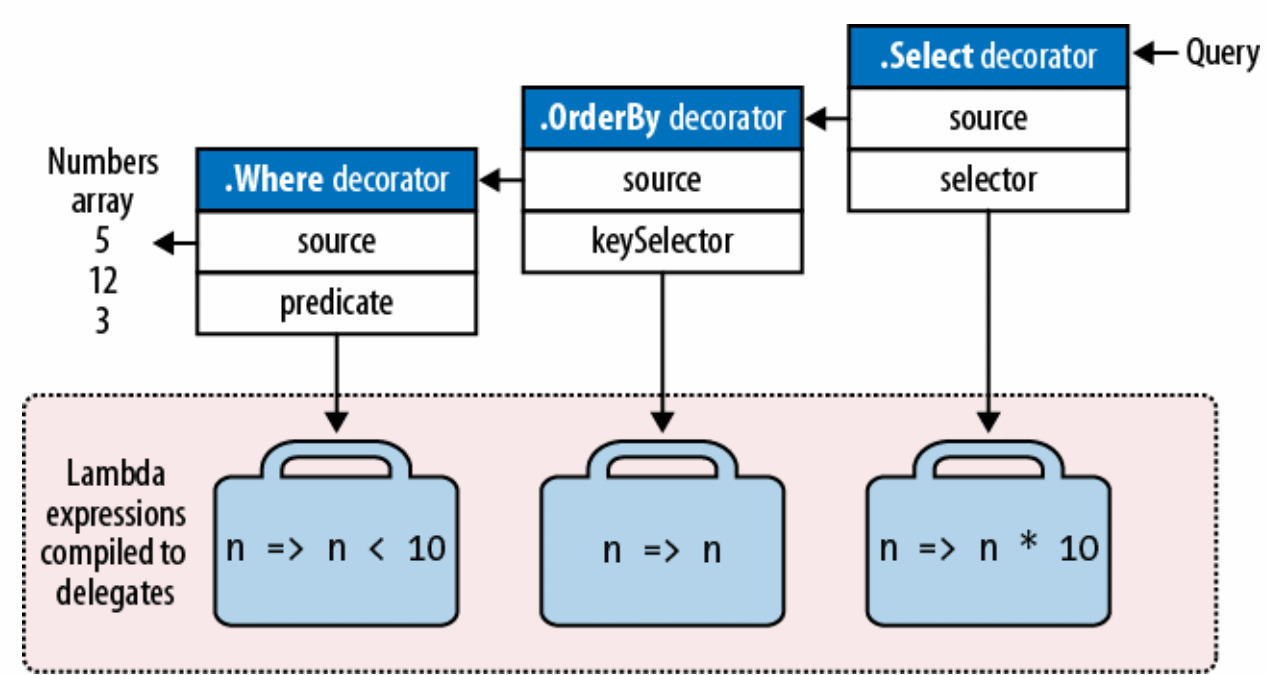 .Select decorator
Query
source
selector
.OrderBy decorator
source
keySelector
.Where decorator
source
predicate
Numbers
array
5
12
3
Lambda
expressions
compiled to
delegates
n => n < 10
n => n
n => n * 10